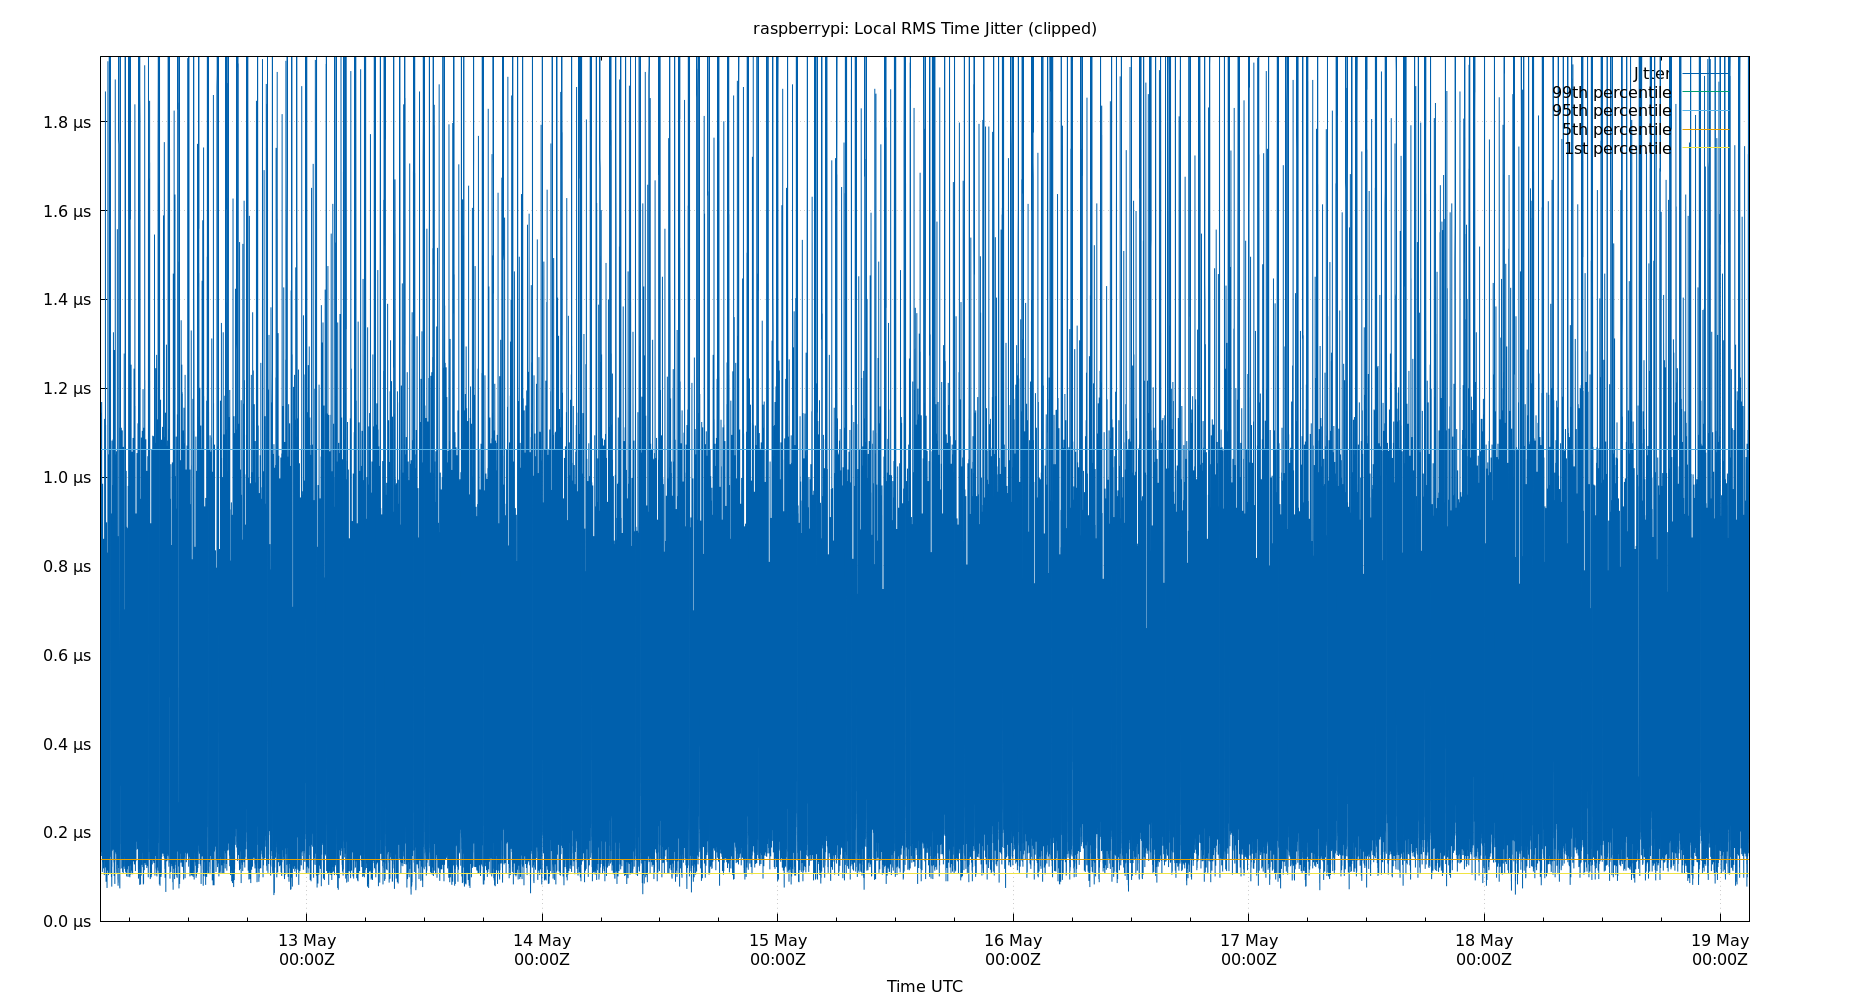 raspberrypi: Local RMS Time Jitter (clipped)
Jitter
99th percentile
95th percentile
5th percentile
1st percentile
1.8 µs
1.6 µs
1.4 µs
1.2 µs
1.0 µs
0.8 µs
0.6 µs
0.4 µs
0.2 µs
0.0 µs
13 May 14 May 15 May 16 May 17 May 18 May 19 May
00:00Z 00:00Z 00:00Z 00:00Z 00:00Z 00:00Z 00:00Z
Time UTC